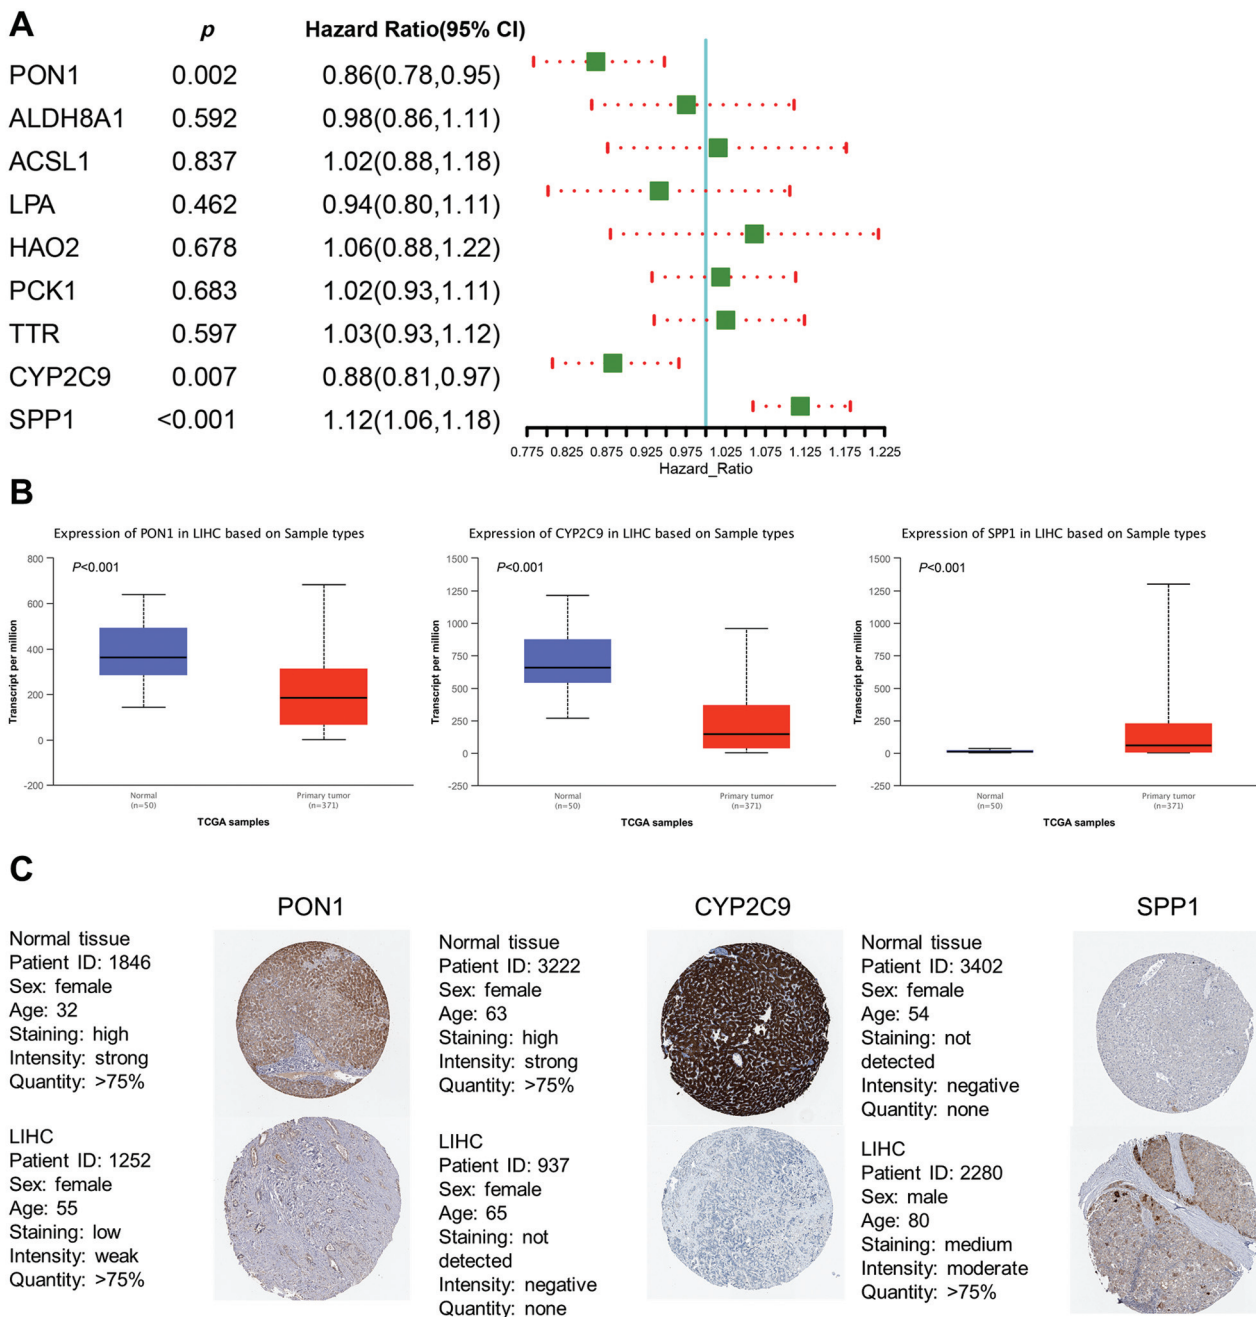 A
p Hazard Ratio(95% CI)
PON1 0.002 0.86(0.78,0.95)
ALDH8A1 0.592 0.98(0.86,1.11)
ACSL1 0.837 1.02(0.88,1.18)
LPA 0.462 0.94(0.80,1.11)
HAO2 0.678 1.06(0.88,1.22)
PCK1 0.683 1.02(0.93,1.11)
TTR 0.597 1.03(0.93,1.12)
CYP2C9 0.007 0.88(0.81,0.97)
SPP1 <0.001 1.12(1.06,1.18)
0.775 0.825 0.875 0.925 0.975 1.025 1.075 1.125 1.175 1.225
Hazard_Ratio
B
Expression of PON1 in LIHC based on Sample types
P<0.001
Transcript per million
800
600
400
200
0
-200
Normal
(n=50)
Primary tumor
(n=371)
TCGA samples
Expression of CYP2C9 in LIHC based on Sample types
P<0.001
Transcript per million
1500
1250
1000
750
500
250
0
-250
Normal
(n=50)
Primary tumor
(n=371)
TCGA samples
Expression of SPP1 in LIHC based on Sample types
P<0.001
Transcript per million
1500
1250
1000
750
500
250
0
-250
Normal
(n=50)
Primary tumor
(n=371)
TCGA samples
C
PON1
Normal tissue
Patient ID: 1846
Sex: female
Age: 32
Staining: high
Intensity: strong
Quantity: >75%
LIHC
Patient ID: 1252
Sex: female
Age: 55
Staining: low
Intensity: weak
Quantity: >75%
CYP2C9
Normal tissue
Patient ID: 3222
Sex: female
Age: 63
Staining: high
Intensity: strong
Quantity: >75%
LIHC
Patient ID: 937
Sex: female
Age: 65
Staining: not
detected
Intensity: negative
Quantity: none
SPP1
Normal tissue
Patient ID: 3402
Sex: female
Age: 54
Staining: not
detected
Intensity: negative
Quantity: none
LIHC
Patient ID: 2280
Sex: male
Age: 80
Staining: medium
Intensity: moderate
Quantity: >75%